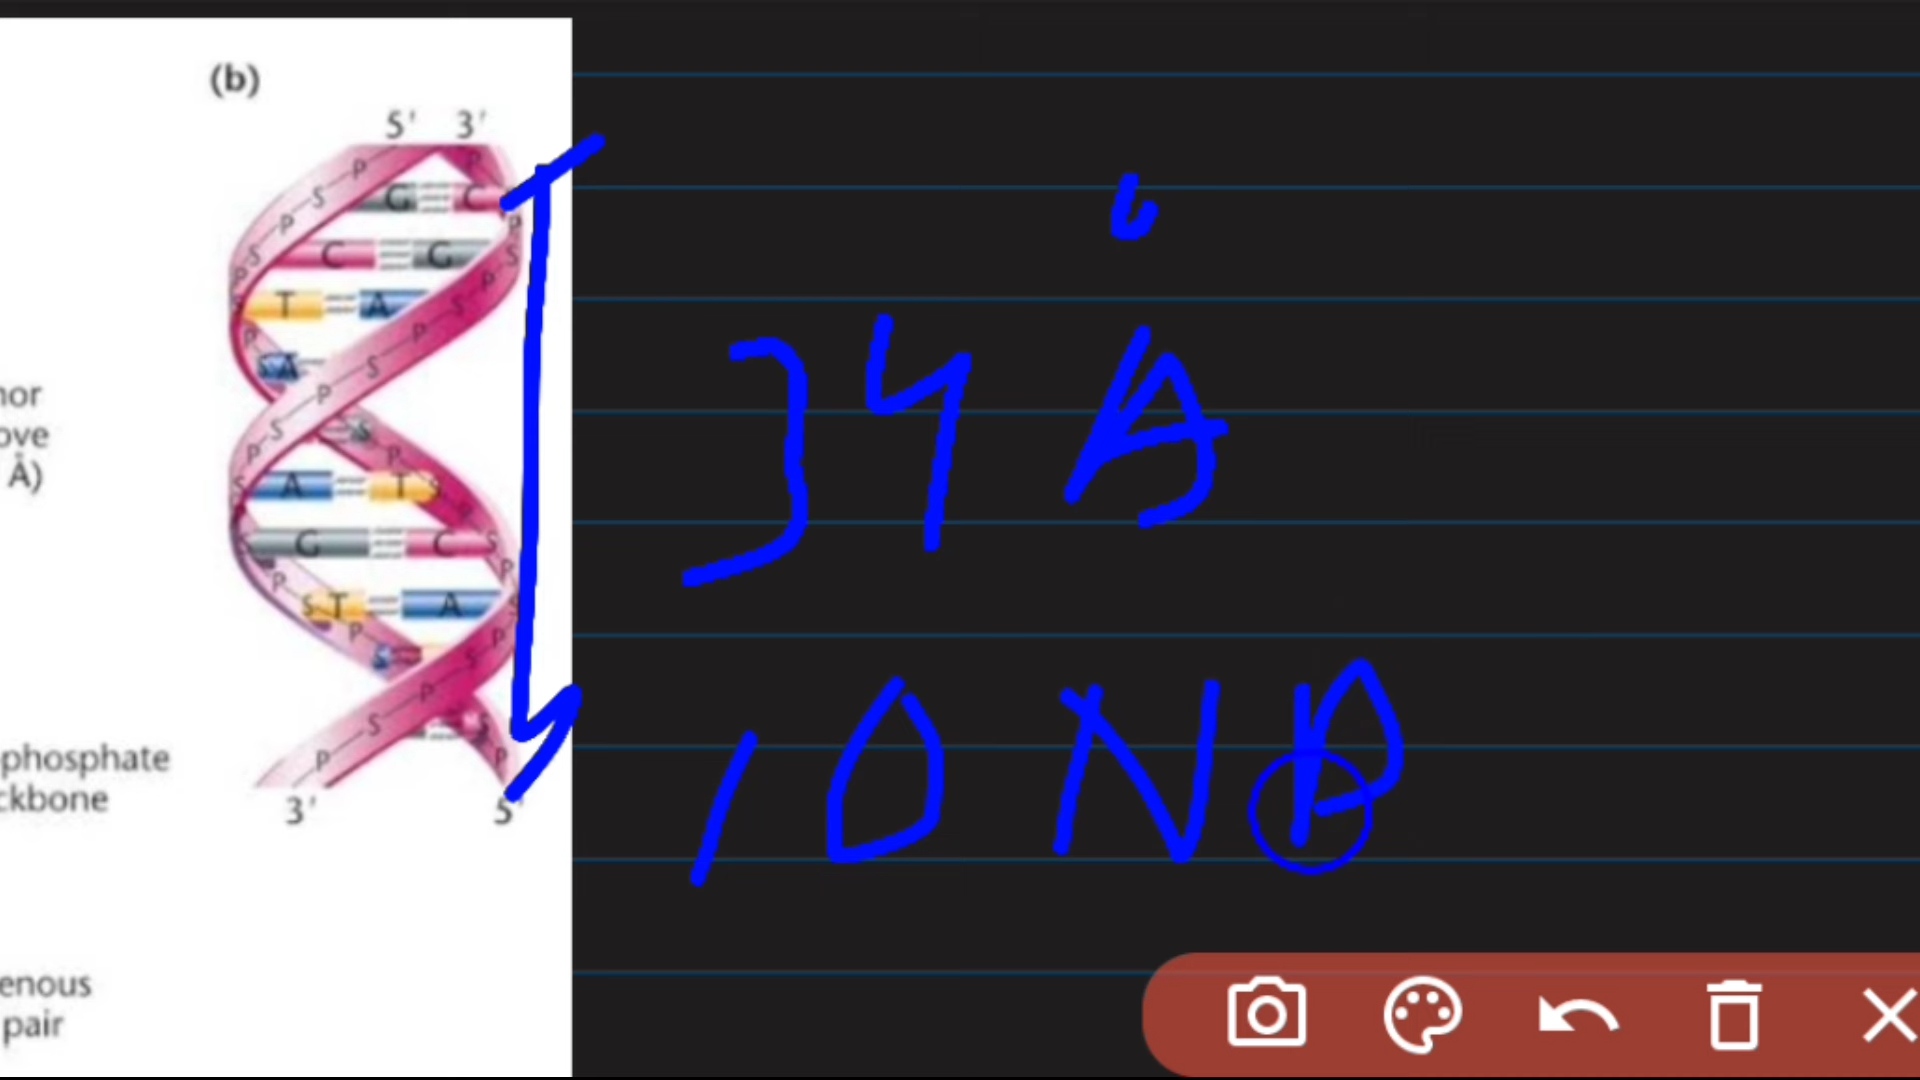 (b)
5' 3'
P
P
S
G C
P
P
S
C G
S
S
P
P
S
T A
P
P
S A
S
nor
P
S
S
ove
P
P
Å)
S
A T S
P
G C S
P
P
S T A
P
P
S
S
P
S
S
phosphate
P
P
ckbone
3' 5'
enous
pair
34 Å
10 NP